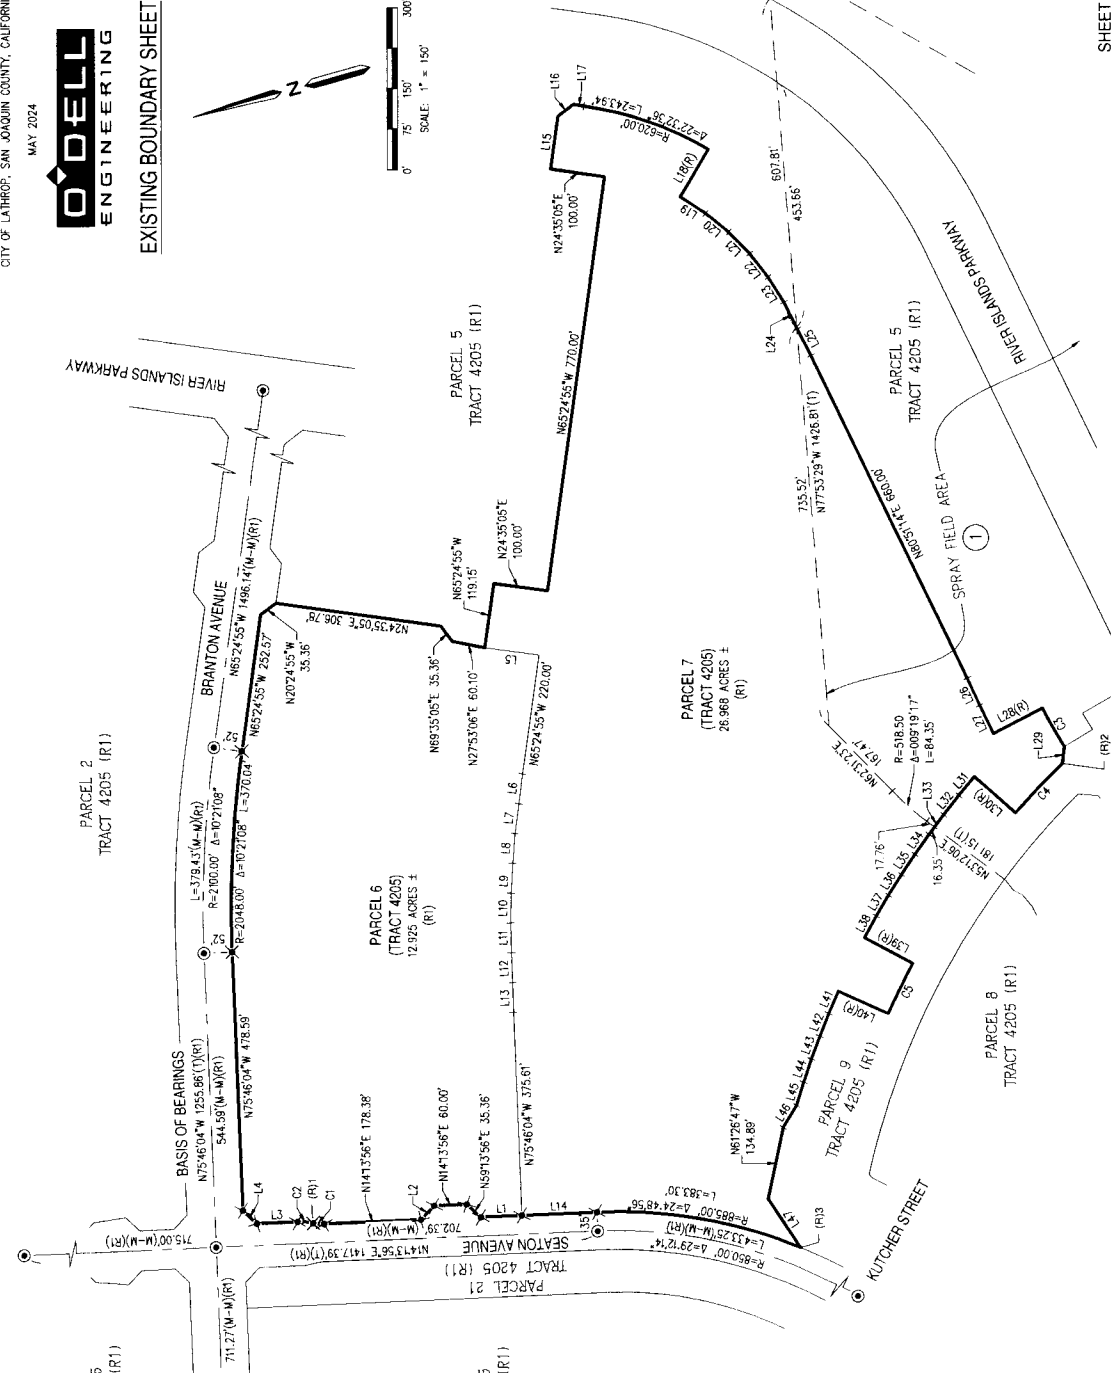 CITY OF LATHROP, SAN JOAQUIN COUNTY, CALIFORNI
MAY 2024
O'DELL
ENGINEERING
EXISTING BOUNDARY SHEET
N
0'
75'
150'
300
SCALE: 1" = 150'
SHEET
RIVER ISLANDS PARKWAY
PARCEL 2
TRACT 4205 (R1)
BRANTON AVENUE
N65°24'55"W 1496.14'(M-M)(R1)
N65°24'55"W 252.57'
N20°24'55"W
35.36'
52'
L=379.43'(M-M)(R1)
R=2100.00' Δ=10°21'08"
R=2048.00' Δ=10°21'08" L=370.04'
52'
BASIS OF BEARINGS
N75°46'04"W 1255.86'(T)(R1)
544.59'(M-M)(R1)
N75°46'04"W 478.59'
715.00'(M-M)(R1)
711.27'(M-M)(R1)
L4
L3
C2
(R)1
C1
N14°13'56"E 178.38'
L2
N14°13'56"E 60.00'
N59°13'56"E 35.36'
L1
L14
702.39'(M-M)(R1)
N14°13'56"E 1417.39'(T)(R1)
SEATON AVENUE
PARCEL 21
TRACT 4205 (R1)
35'
R=885.00' Δ=24°48'56" L=383.30'
L=433.25'(M-M)(R1)
R=850.00' Δ=29°12'14"
(R)3
L47
KUTCHER STREET
PARCEL 6
(TRACT 4205)
12.925 ACRES ±
(R1)
N24°35'05"E 306.78'
N69°35'05"E 35.36'
N27°53'06"E 60.10'
N65°24'55"W
119.15'
N24°35'05"E
100.00'
L5
N65°24'55"W 220.00'
L6
L7
L8
L9
L10
L11
L12
L13
N75°46'04"W 375.61'
PARCEL 5
TRACT 4205 (R1)
N65°24'55"W 770.00'
N24°35'05"E
100.00'
L15
L16
L17
Δ=22°32'36" L=243.94'
R=620.00'
L18(R)
L19
L20
L21
L22
L23
L24
L25
607.81'
453.66'
735.52'
N77°53'29"W 1426.81'(T)
N80°51'14"E 660.00'
SPRAY FIELD AREA
1
PARCEL 5
TRACT 4205 (R1)
RIVER ISLANDS PARKWAY
PARCEL 7
(TRACT 4205)
26.968 ACRES ±
(R1)
N62°31'23"E
167.47'
R=518.50
Δ=009°19'17"
L=84.35'
L26
L27
L28(R)
C3
L29
(R)2
C4
L30(R)
L31
L32
L33
17.76'
16.35'
N53°12'06"E
181.15'(T)
L34
L35
L36
L37
L38
L39(R)
C5
L40(R)
L41
L42
L43
L44
L45
L46
N61°26'47"W
134.89'
PARCEL 9
TRACT 4205 (R1)
PARCEL 8
TRACT 4205 (R1)
(R1)
(R1)